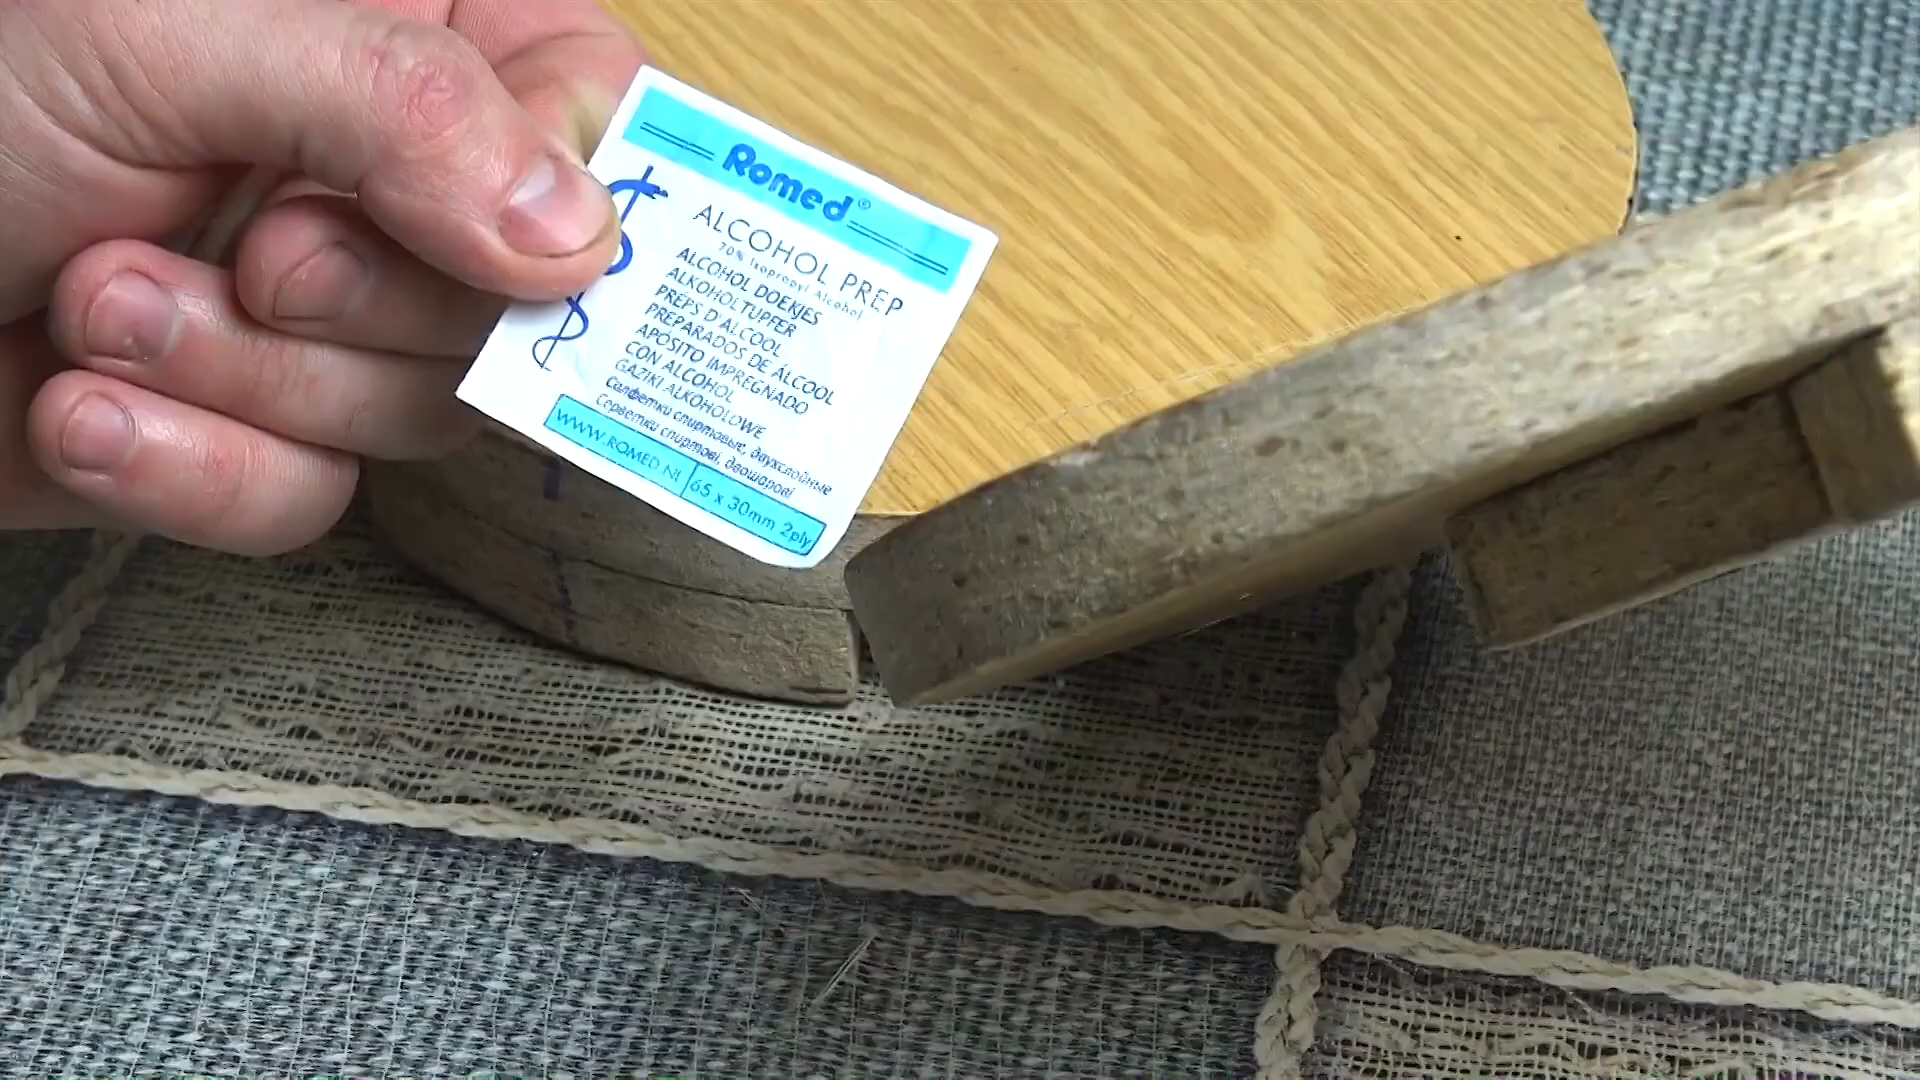 Romed®
ALCOHOL PREP
70% Isopropyl Alcohol
ALCOHOL DOEKJES
ALKOHOLTUPFER
PREPS D'ALCOOL
PREPARADOS DE ALCOOL
APÓSITO IMPREGNADO
CON ALCOHOL
GAZIKI ALKOHOLOWE
Салфетки спиртовые, двухслойные
Серветки спиртові, двошарові
WWW.ROMED.NL 65 x 30mm 2ply